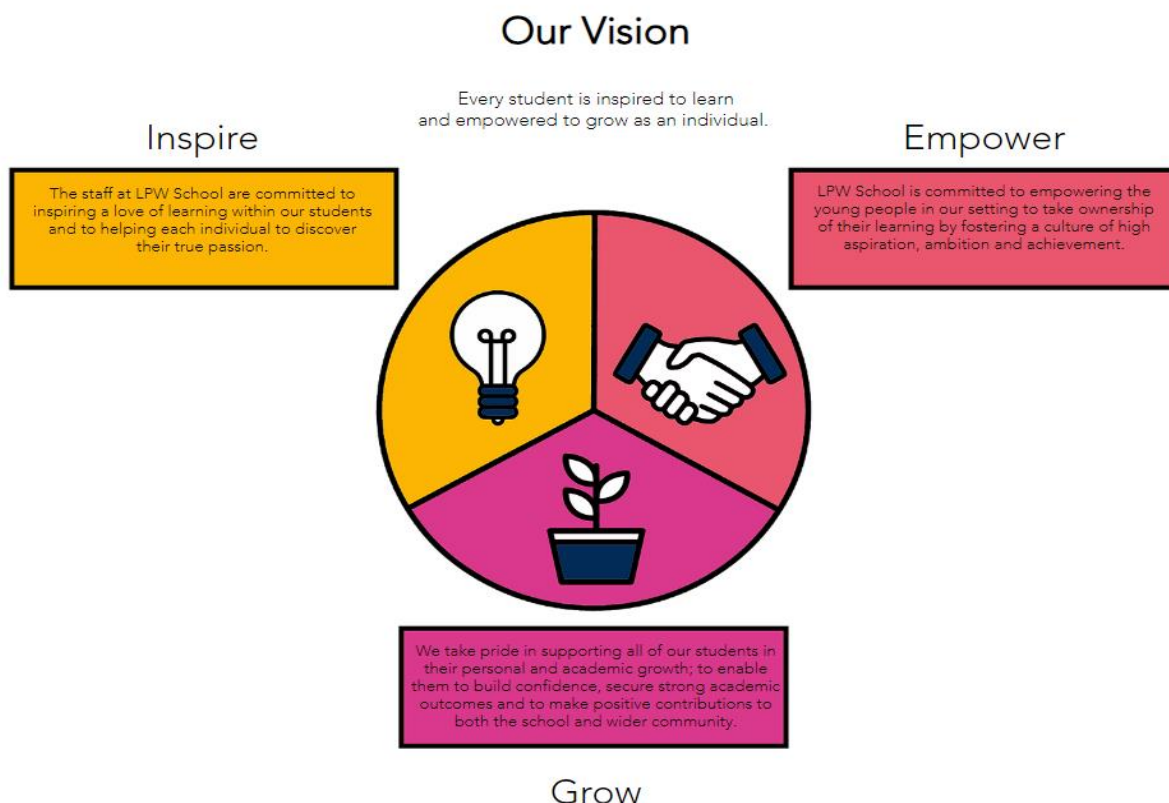 Our Vision
Every student is inspired to learn
and empowered to grow as an individual.
Inspire
The staff at LPW School are committed to
inspiring a love of learning within our students
and to helping each individual to discover
their true passion.
Empower
LPW School is committed to empowering the
young people in our setting to take ownership
of their learning by fostering a culture of high
aspiration, ambition and achievement.
We take pride in supporting all of our students in
their personal and academic growth; to enable
them to build confidence, secure strong academic
outcomes and to make positive contributions to
both the school and wider community.
Grow